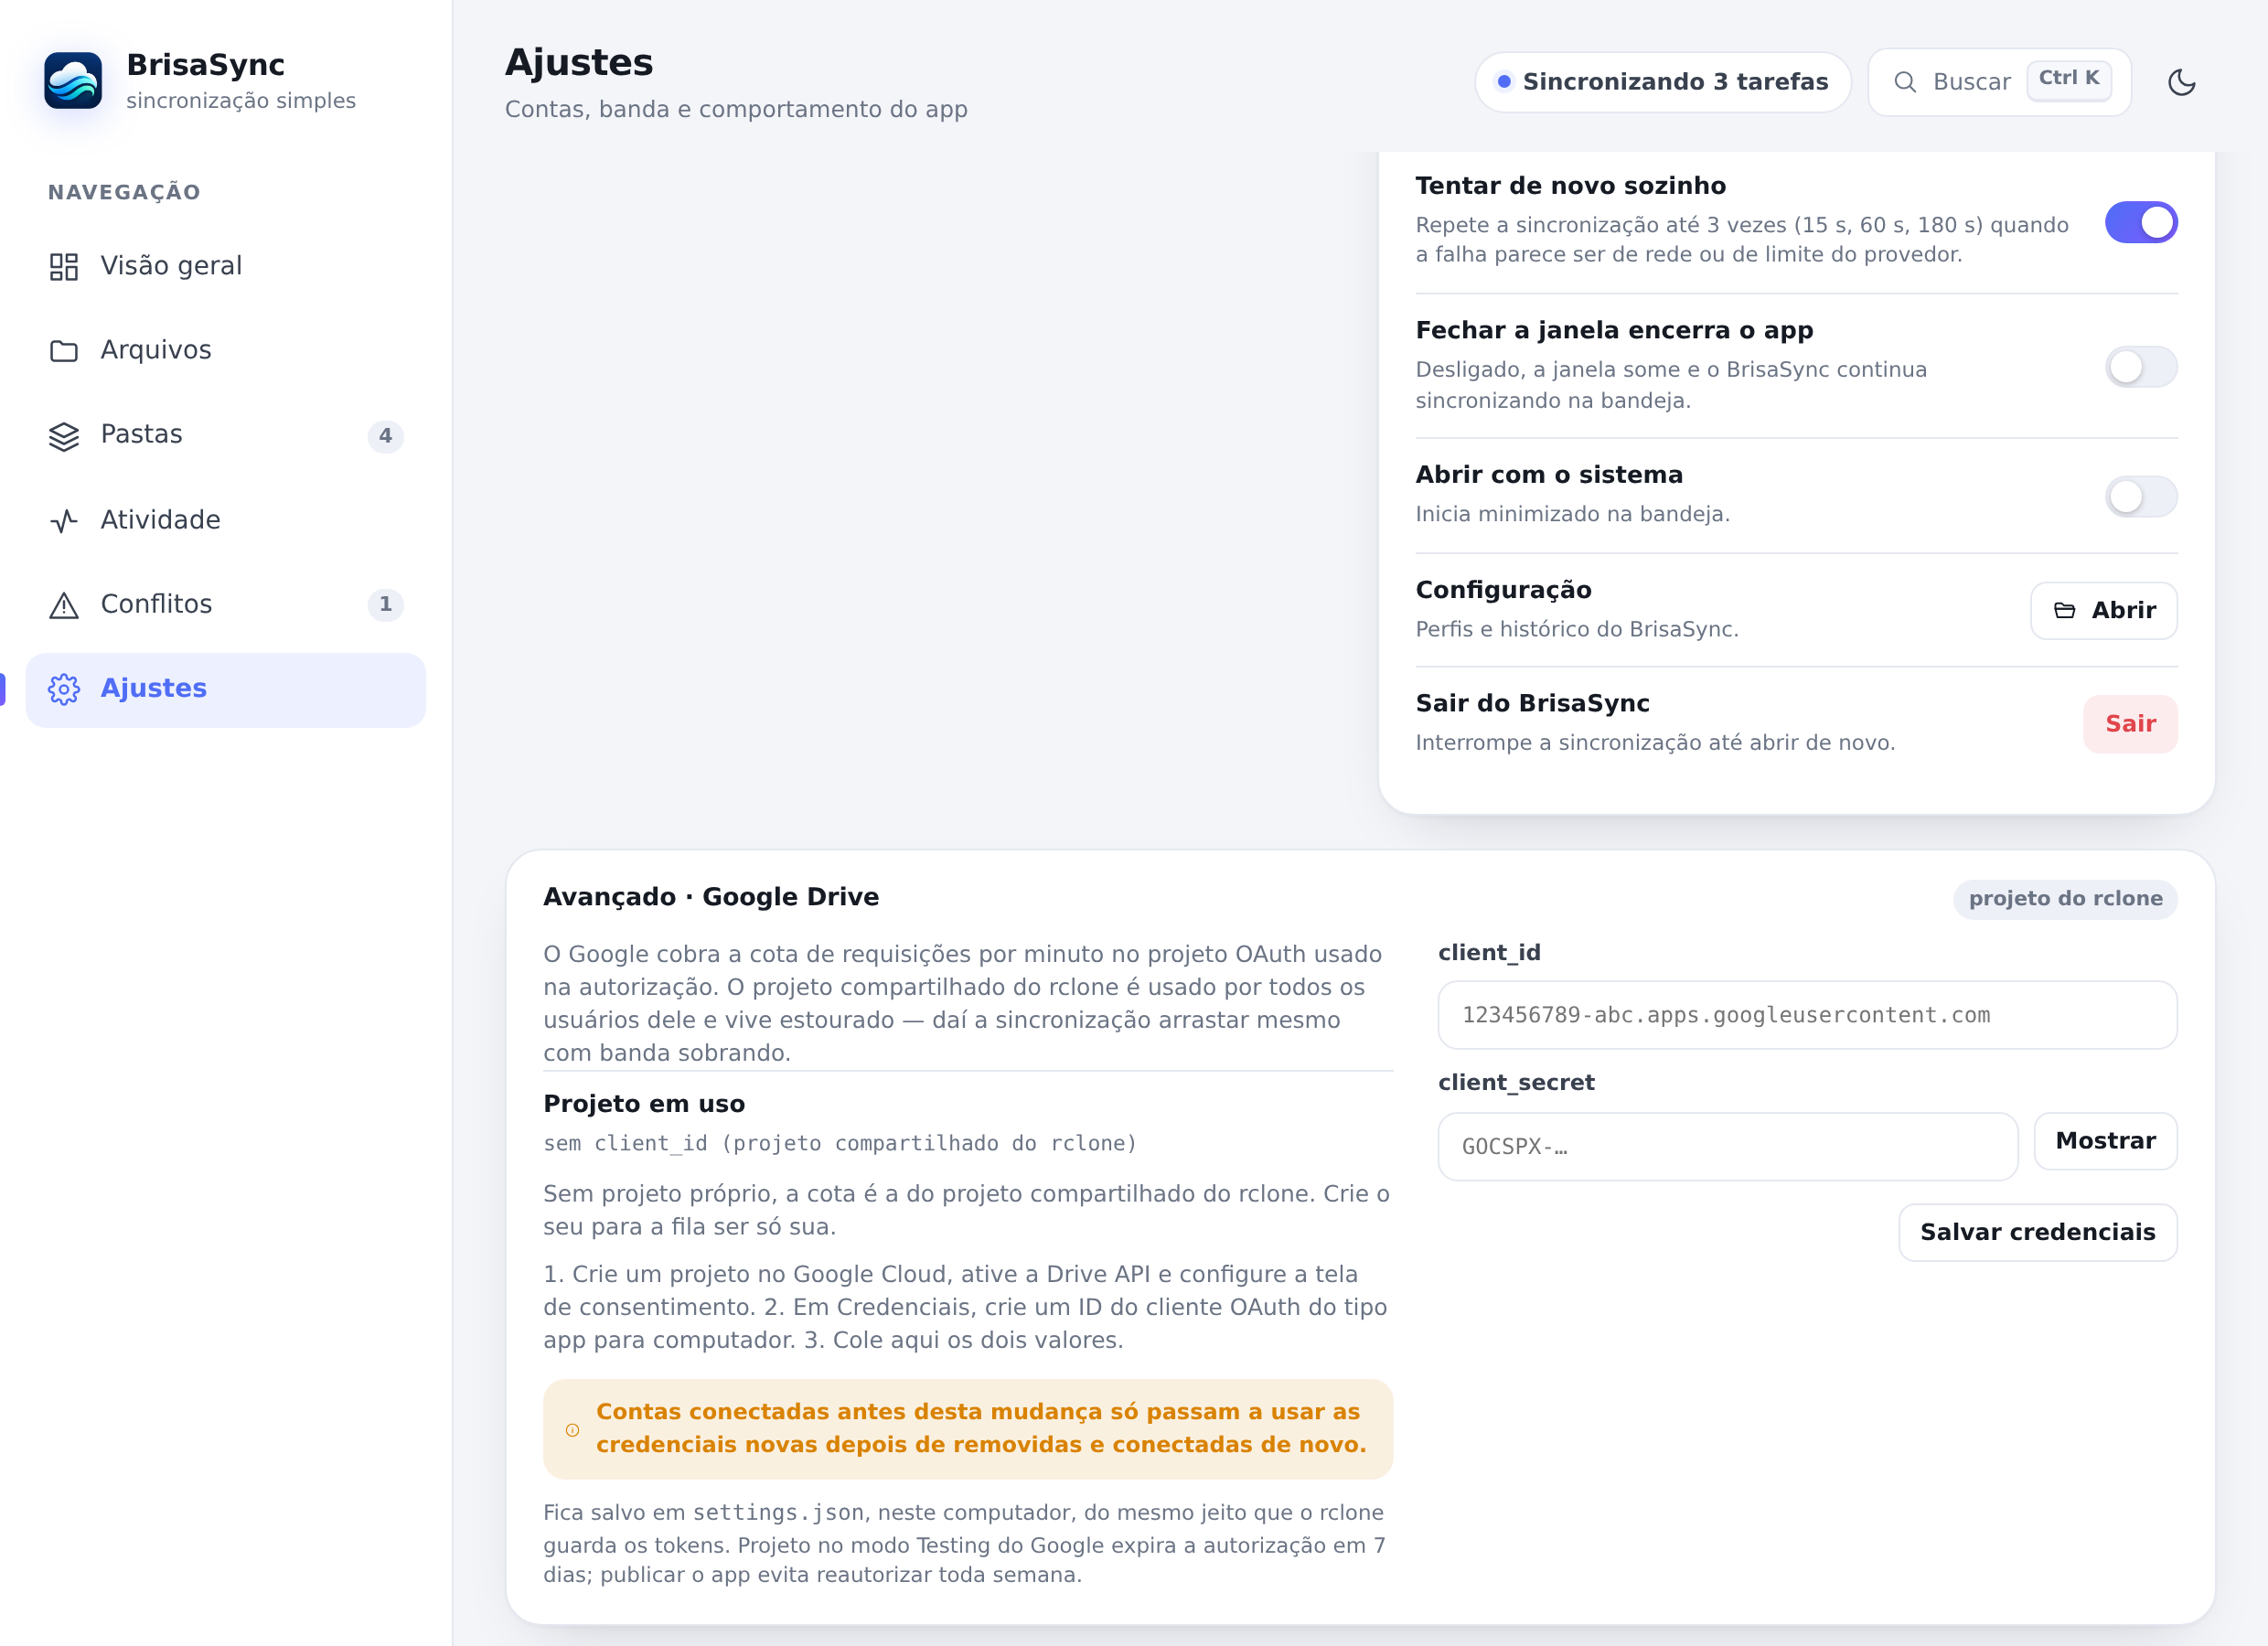 BrisaSync
sincronização simples
NAVEGAÇÃO
Visão geral
Arquivos
Pastas 4
Atividade
Conflitos 1
Ajustes
Ajustes
Contas, banda e comportamento do app
Sincronizando 3 tarefas
Buscar Ctrl K
Tentar de novo sozinho
Repete a sincronização até 3 vezes (15 s, 60 s, 180 s) quando
a falha parece ser de rede ou de limite do provedor.
Fechar a janela encerra o app
Desligado, a janela some e o BrisaSync continua
sincronizando na bandeja.
Abrir com o sistema
Inicia minimizado na bandeja.
Configuração
Perfis e histórico do BrisaSync.
Abrir
Sair do BrisaSync
Interrompe a sincronização até abrir de novo.
Sair
Avançado · Google Drive
projeto do rclone
O Google cobra a cota de requisições por minuto no projeto OAuth usado
na autorização. O projeto compartilhado do rclone é usado por todos os
usuários dele e vive estourado — daí a sincronização arrastar mesmo
com banda sobrando.
Projeto em uso
sem client_id (projeto compartilhado do rclone)
Sem projeto próprio, a cota é a do projeto compartilhado do rclone. Crie o
seu para a fila ser só sua.
1. Crie um projeto no Google Cloud, ative a Drive API e configure a tela
de consentimento. 2. Em Credenciais, crie um ID do cliente OAuth do tipo
app para computador. 3. Cole aqui os dois valores.
Contas conectadas antes desta mudança só passam a usar as
credenciais novas depois de removidas e conectadas de novo.
Fica salvo em settings.json, neste computador, do mesmo jeito que o rclone
guarda os tokens. Projeto no modo Testing do Google expira a autorização em 7
dias; publicar o app evita reautorizar toda semana.
client_id
123456789-abc.apps.googleusercontent.com
client_secret
GOCSPX-…
Mostrar
Salvar credenciais